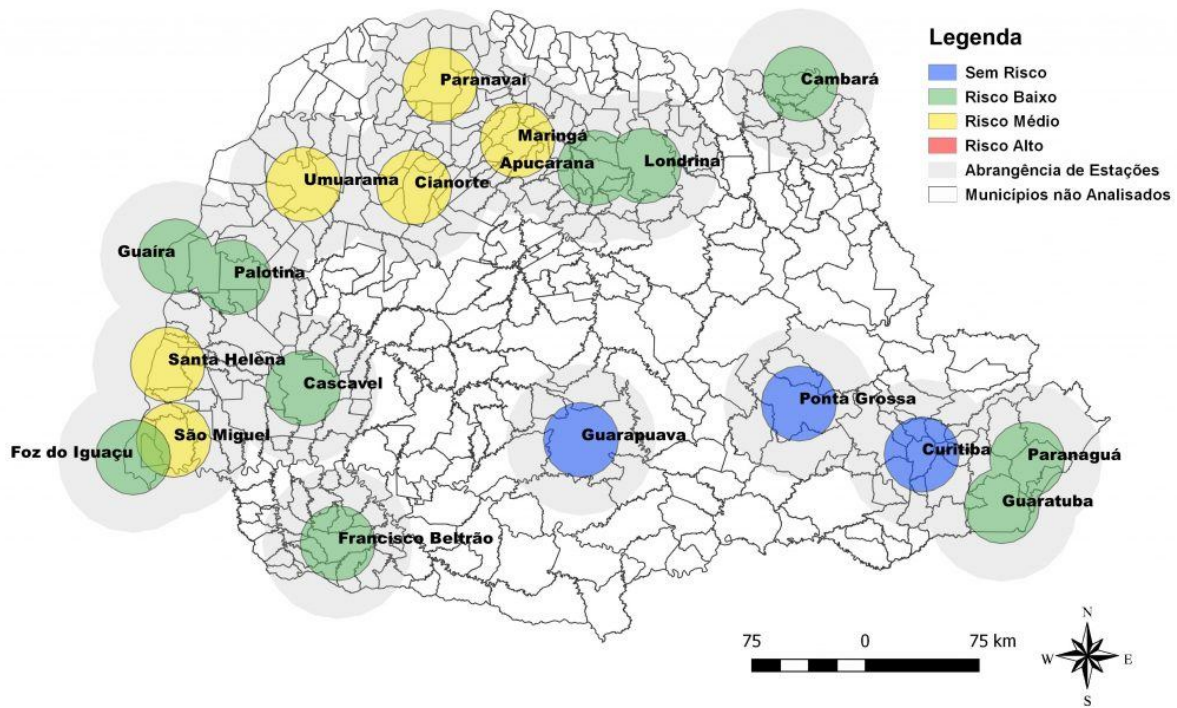 Legenda
Sem Risco
Risco Baixo
Risco Médio
Risco Alto
Abrangência de Estações
Municípios não Analisados
Paranavaí
Cambará
Maringá
Apucarana
Londrina
Umuarama
Cianorte
Guaíra
Palotina
Santa Helena
Cascavel
Ponta Grossa
São Miguel
Guarapuava
Foz do Iguaçu
Curitiba
Paranaguá
Guaratuba
Francisco Beltrão
75 0 75 km
N
W E
S